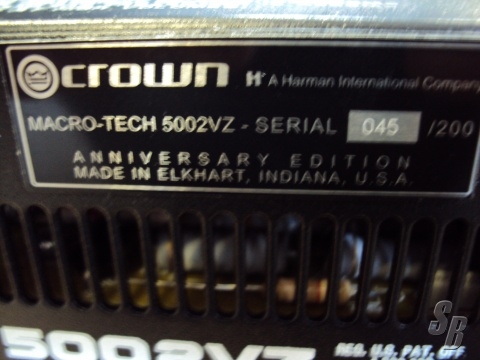 crown H A Harman International Company
MACRO-TECH 5002VZ - SERIAL 045 /200
ANNIVERSARY EDITION
MADE IN ELKHART, INDIANA, U.S.A.
5002VZ REG. U.S. PAT. OFF.
SB